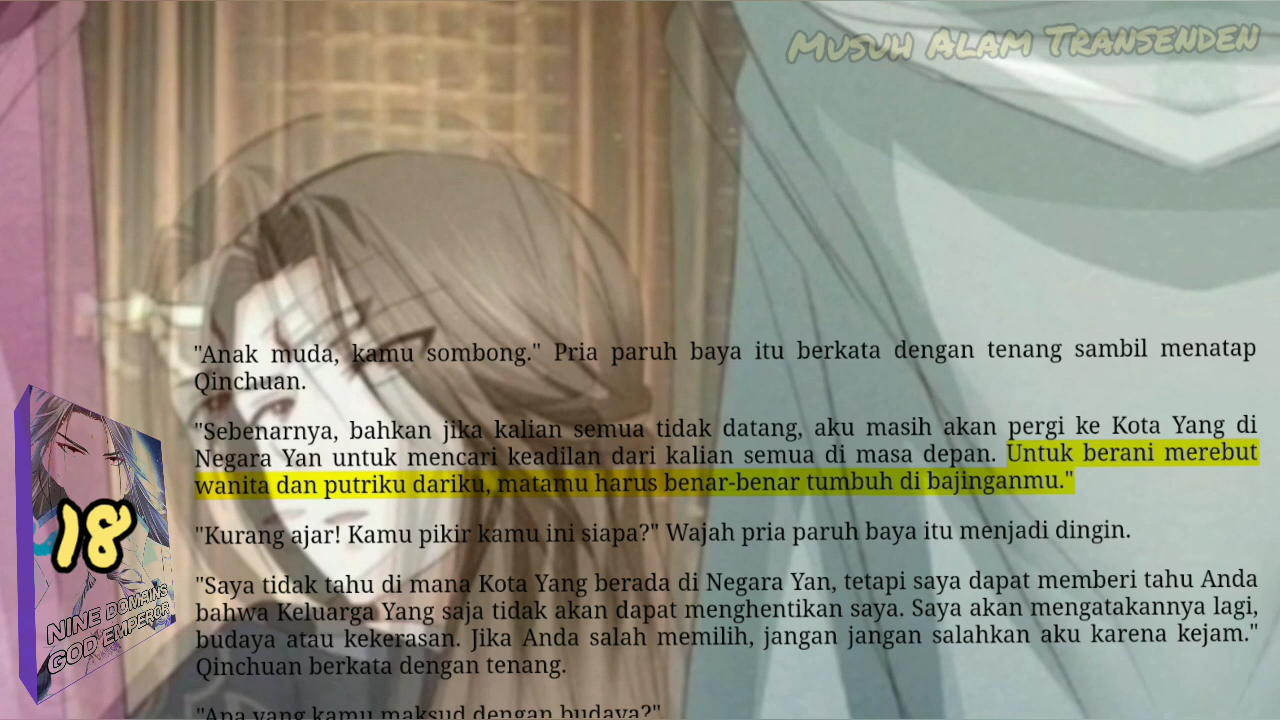 Musuh Alam Transenden
"Anak muda, kamu sombong." Pria paruh baya itu berkata dengan tenang sambil menatap
Qinchuan.
"Sebenarnya, bahkan jika kalian semua tidak datang, aku masih akan pergi ke Kota Yang di
Negara Yan untuk mencari keadilan dari kalian semua di masa depan. Untuk berani merebut
wanita dan putriku dariku, matamu harus benar-benar tumbuh di bajinganmu."
"Kurang ajar! Kamu pikir kamu ini siapa?" Wajah pria paruh baya itu menjadi dingin.
"Saya tidak tahu di mana Kota Yang berada di Negara Yan, tetapi saya dapat memberi tahu Anda
bahwa Keluarga Yang saja tidak akan dapat menghentikan saya. Saya akan mengatakannya lagi,
budaya atau kekerasan. Jika Anda salah memilih, jangan jangan salahkan aku karena kejam."
Qinchuan berkata dengan tenang.
"Apa yang kamu maksud dengan budaya?"
18
NINE DOMAINS
GOD EMPEROR